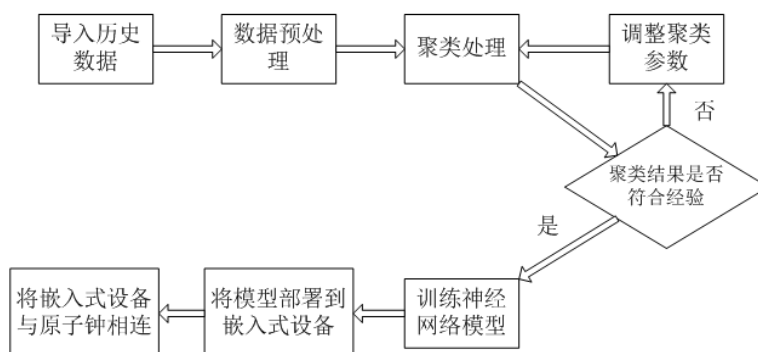 导入历史
数据
数据预处
理
聚类处理
调整聚类
参数
否
聚类结果是否
符合经验
是
训练神经
网络模型
将模型部署到
嵌入式设备
将嵌入式设备
与原子钟相连